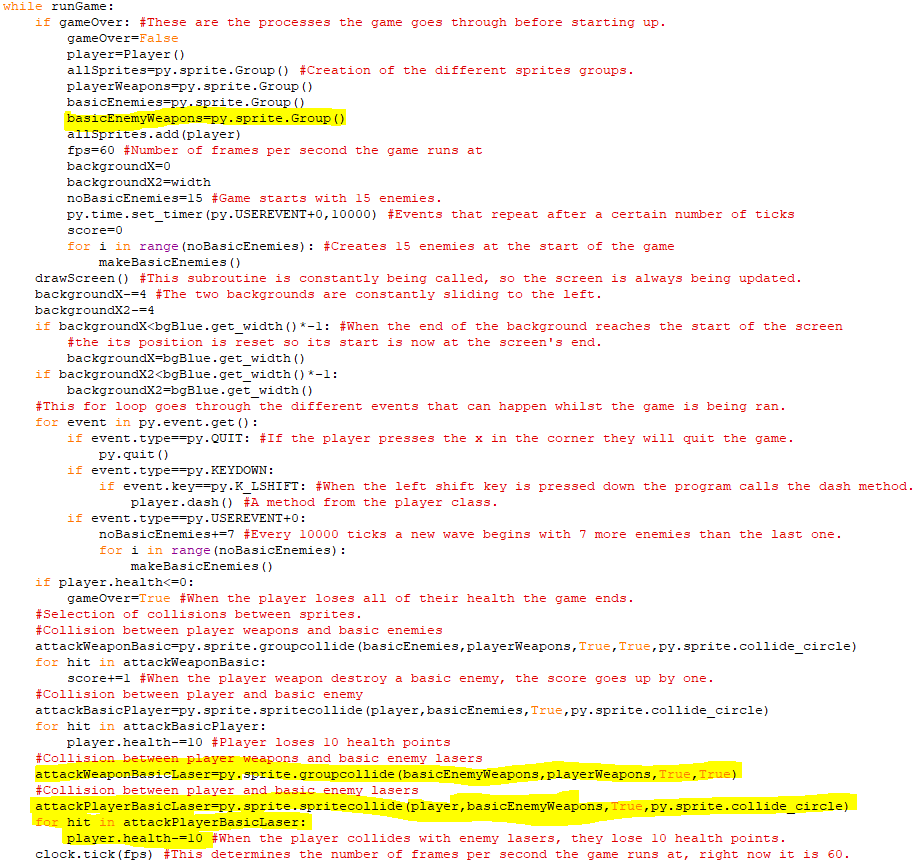 while runGame:
    if gameOver: #These are the processes the game goes through before starting up.
        gameOver=False
        player=Player()
        allSprites=py.sprite.Group() #Creation of the different sprites groups.
        playerWeapons=py.sprite.Group()
        basicEnemies=py.sprite.Group()
        basicEnemyWeapons=py.sprite.Group()
        allSprites.add(player)
        fps=60 #Number of frames per second the game runs at
        backgroundX=0
        backgroundX2=width
        noBasicEnemies=15 #Game starts with 15 enemies.
        py.time.set_timer(py.USEREVENT+0,10000) #Events that repeat after a certain number of ticks
        score=0
        for i in range(noBasicEnemies): #Creates 15 enemies at the start of the game
            makeBasicEnemies()
    drawScreen() #This subroutine is constantly being called, so the screen is always being updated.
    backgroundX-=4 #The two backgrounds are constantly sliding to the left.
    backgroundX2-=4
    if backgroundX<bgBlue.get_width()*-1: #When the end of the background reaches the start of the screen
        #the its position is reset so its start is now at the screen's end.
        backgroundX=bgBlue.get_width()
    if backgroundX2<bgBlue.get_width()*-1:
        backgroundX2=bgBlue.get_width()
    #This for loop goes through the different events that can happen whilst the game is being ran.
    for event in py.event.get():
        if event.type==py.QUIT: #If the player presses the x in the corner they will quit the game.
            py.quit()
        if event.type==py.KEYDOWN:
            if event.key==py.K_LSHIFT: #When the left shift key is pressed down the program calls the dash method.
                player.dash() #A method from the player class.
        if event.type==py.USEREVENT+0:
            noBasicEnemies+=7 #Every 10000 ticks a new wave begins with 7 more enemies than the last one.
            for i in range(noBasicEnemies):
                makeBasicEnemies()
    if player.health<=0:
        gameOver=True #When the player loses all of their health the game ends.
    #Selection of collisions between sprites.
    #Collision between player weapons and basic enemies
    attackWeaponBasic=py.sprite.groupcollide(basicEnemies,playerWeapons,True,True,py.sprite.collide_circle)
    for hit in attackWeaponBasic:
        score+=1 #When the player weapon destroy a basic enemy, the score goes up by one.
    #Collision between player and basic enemy
    attackBasicPlayer=py.sprite.spritecollide(player,basicEnemies,True,py.sprite.collide_circle)
    for hit in attackBasicPlayer:
        player.health-=10 #Player loses 10 health points
    #Collision between player weapons and basic enemy lasers
    attackWeaponBasicLaser=py.sprite.groupcollide(basicEnemyWeapons,playerWeapons,True,True)
    #Collision between player and basic enemy lasers
    attackPlayerBasicLaser=py.sprite.spritecollide(player,basicEnemyWeapons,True,py.sprite.collide_circle)
    for hit in attackPlayerBasicLaser:
        player.health-=10 #When the player collides with enemy lasers, they lose 10 health points.
    clock.tick(fps) #This determines the number of frames per second the game runs at, right now it is 60.